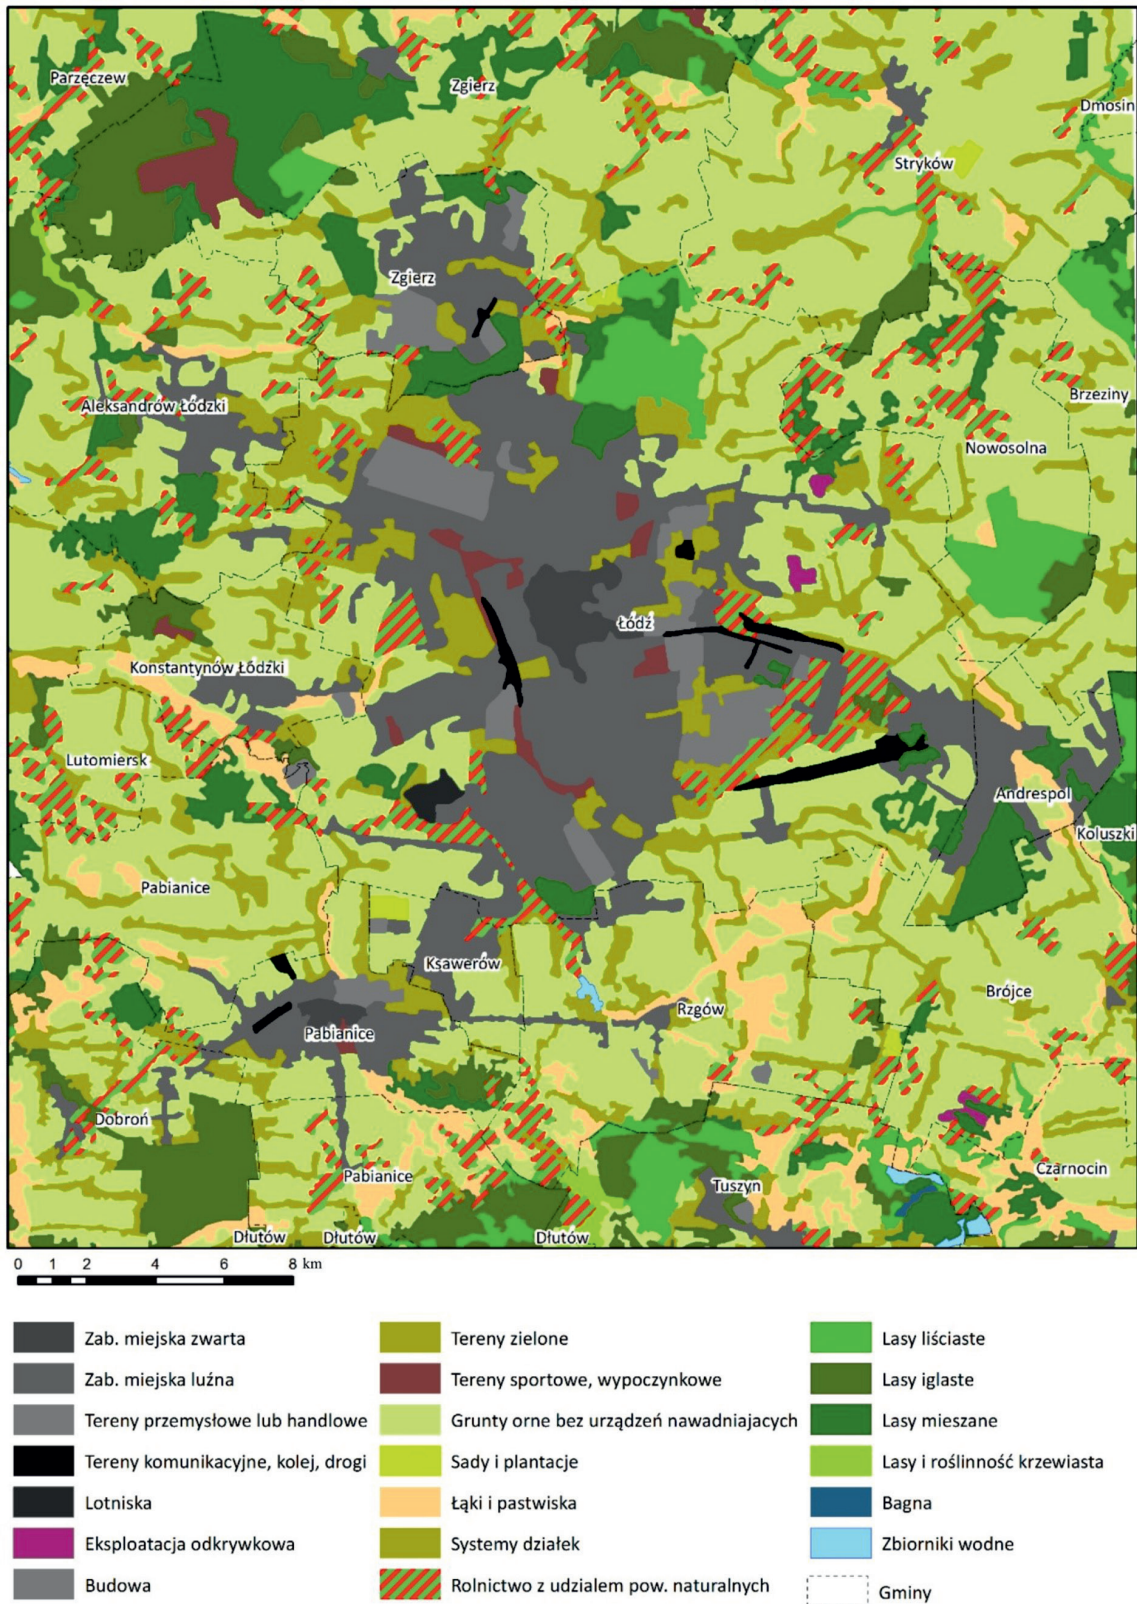 Parzęczew
Zgierz
Dmosin
Stryków
Zgierz
Aleksandrów Łódzki
Brzeziny
Nowosolna
Łódź
Konstantynów Łódzki
Lutomiersk
Andrespol
Koluszki
Pabianice
Ksawerów
Brójce
Rzgów
Pabianice
Dobroń
Czarnocin
Pabianice
Tuszyn
Dłutów
Dłutów
Dłutów
0 1 2 4 6 8 km
Zab. miejska zwarta
Zab. miejska luźna
Tereny przemysłowe lub handlowe
Tereny komunikacyjne, kolej, drogi
Lotniska
Eksploatacja odkrywkowa
Budowa
Tereny zielone
Tereny sportowe, wypoczynkowe
Grunty orne bez urządzeń nawadniajacych
Sady i plantacje
Łąki i pastwiska
Systemy działek
Rolnictwo z udzialem pow. naturalnych
Lasy liściaste
Lasy iglaste
Lasy mieszane
Lasy i roślinność krzewiasta
Bagna
Zbiorniki wodne
Gminy